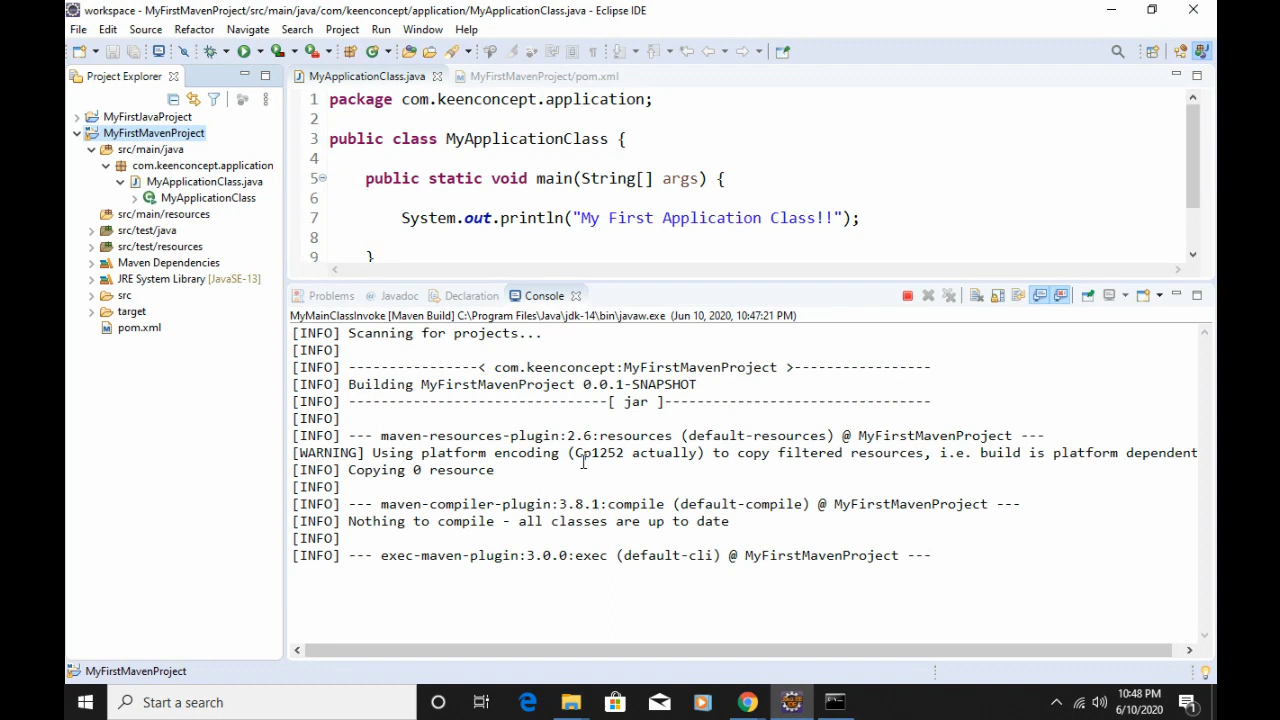 workspace - MyFirstMavenProject/src/main/java/com/keenconcept/application/MyApplicationClass.java - Eclipse IDE
File Edit Source Refactor Navigate Search Project Run Window Help
Project Explorer
MyApplicationClass.java
MyFirstMavenProject/pom.xml
MyFirstJavaProject
MyFirstMavenProject
src/main/java
com.keenconcept.application
MyApplicationClass.java
MyApplicationClass
src/main/resources
src/test/java
src/test/resources
Maven Dependencies
JRE System Library [JavaSE-13]
src
target
pom.xml
1 package com.keenconcept.application;
2
3 public class MyApplicationClass {
4
5 public static void main(String[] args) {
6
7 System.out.println("My First Application Class!!");
8
9 }
Problems Javadoc Declaration Console
MyMainClassInvoke [Maven Build] C:\Program Files\Java\jdk-14\bin\javaw.exe (Jun 10, 2020, 10:47:21 PM)
[INFO] Scanning for projects...
[INFO]
[INFO] ----------------< com.keenconcept:MyFirstMavenProject >-----------------
[INFO] Building MyFirstMavenProject 0.0.1-SNAPSHOT
[INFO] --------------------------------[ jar ]---------------------------------
[INFO]
[INFO] --- maven-resources-plugin:2.6:resources (default-resources) @ MyFirstMavenProject ---
[WARNING] Using platform encoding (Cp1252 actually) to copy filtered resources, i.e. build is platform dependent
[INFO] Copying 0 resource
[INFO]
[INFO] --- maven-compiler-plugin:3.8.1:compile (default-compile) @ MyFirstMavenProject ---
[INFO] Nothing to compile - all classes are up to date
[INFO]
[INFO] --- exec-maven-plugin:3.0.0:exec (default-cli) @ MyFirstMavenProject ---
MyFirstMavenProject
Start a search
10:48 PM
6/10/2020
1